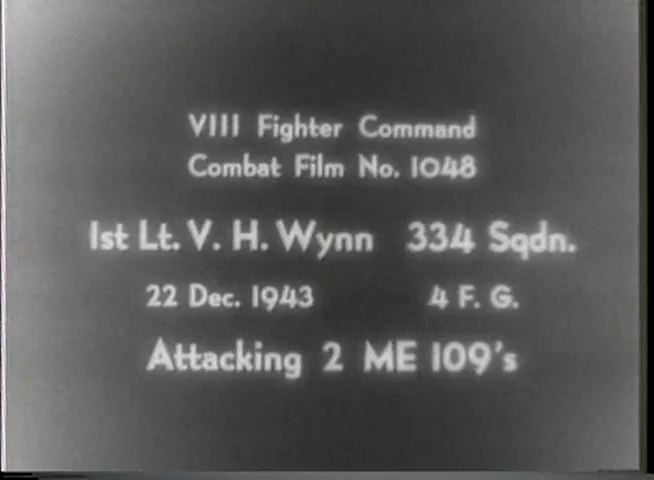 VIII Fighter Command
Combat Film No. 1048
1st Lt. V. H. Wynn 334 Sqdn.
22 Dec. 1943 4 F. G.
Attacking 2 ME 109's